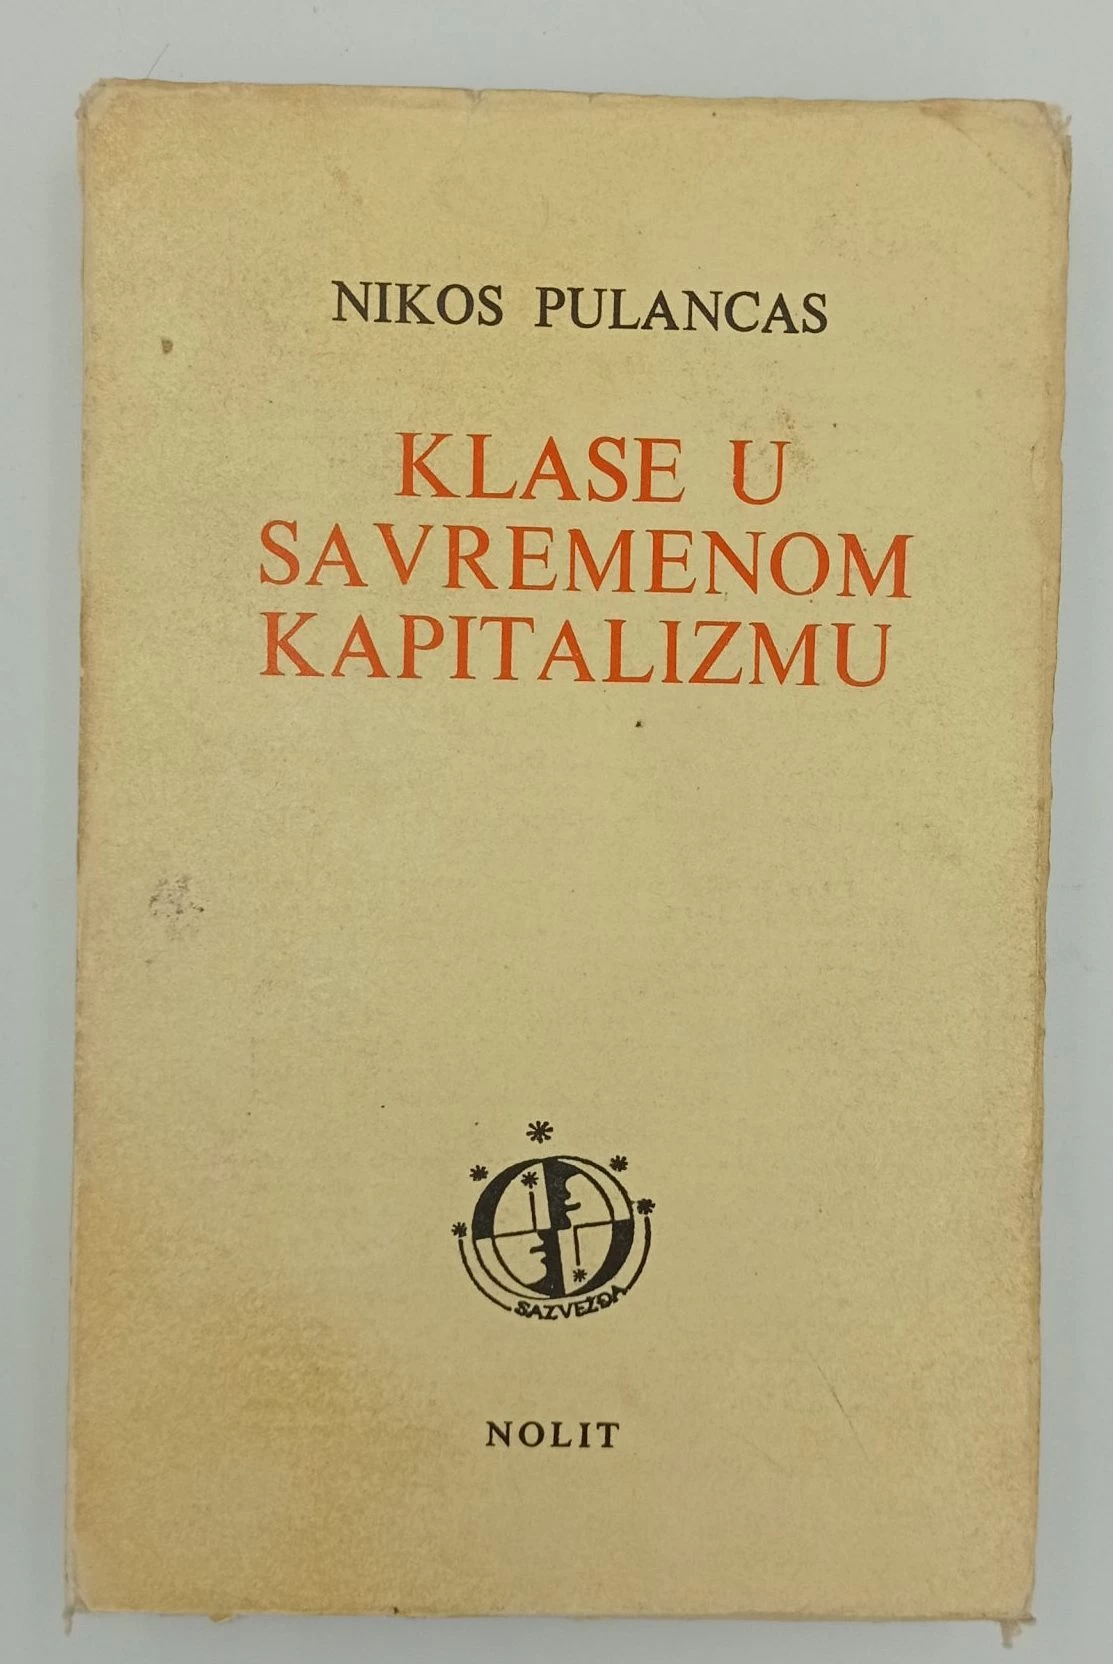 NIKOS PULANCAS
KLASE U
SAVREMENOM
KAPITALIZMU
SAZVEŽĐA
NOLIT